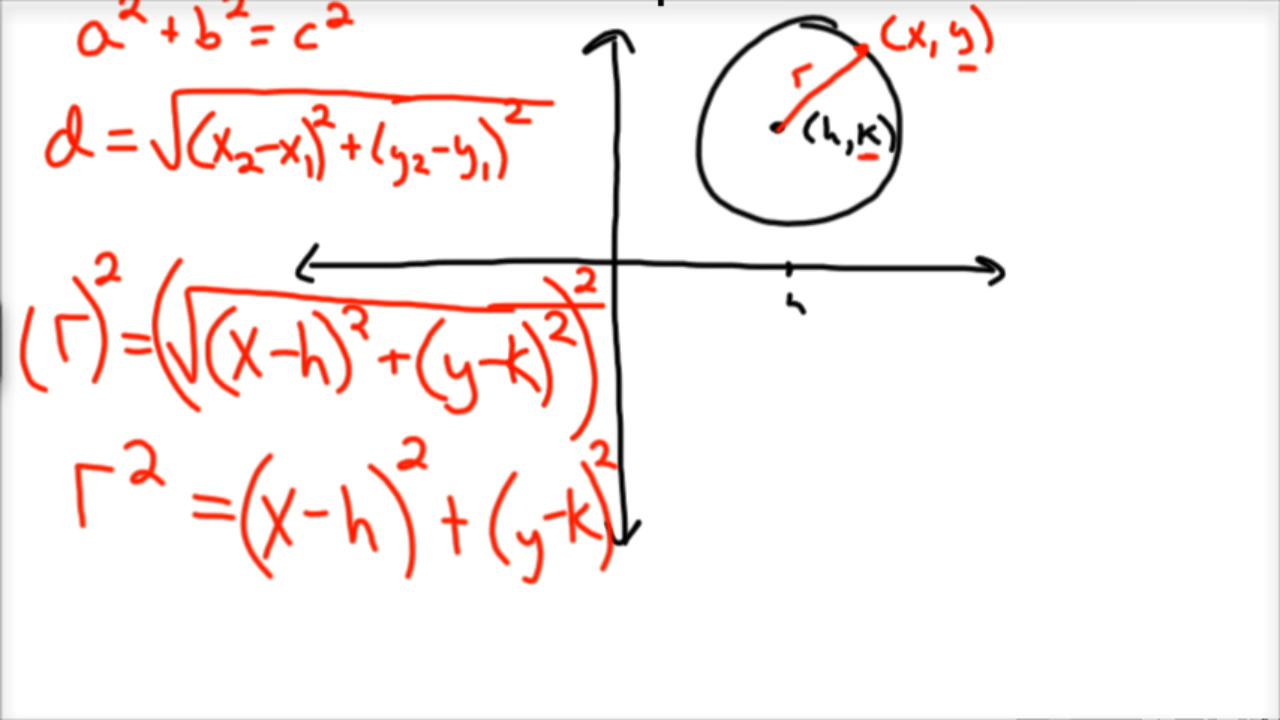 a² + b² = c²
d = √((x₂-x₁)² + (y₂-y₁)²)
(r)² = (√((x-h)² + (y-k)²))²
r² = (x-h)² + (y-k)²
(x, y)
r
(h, k)
h